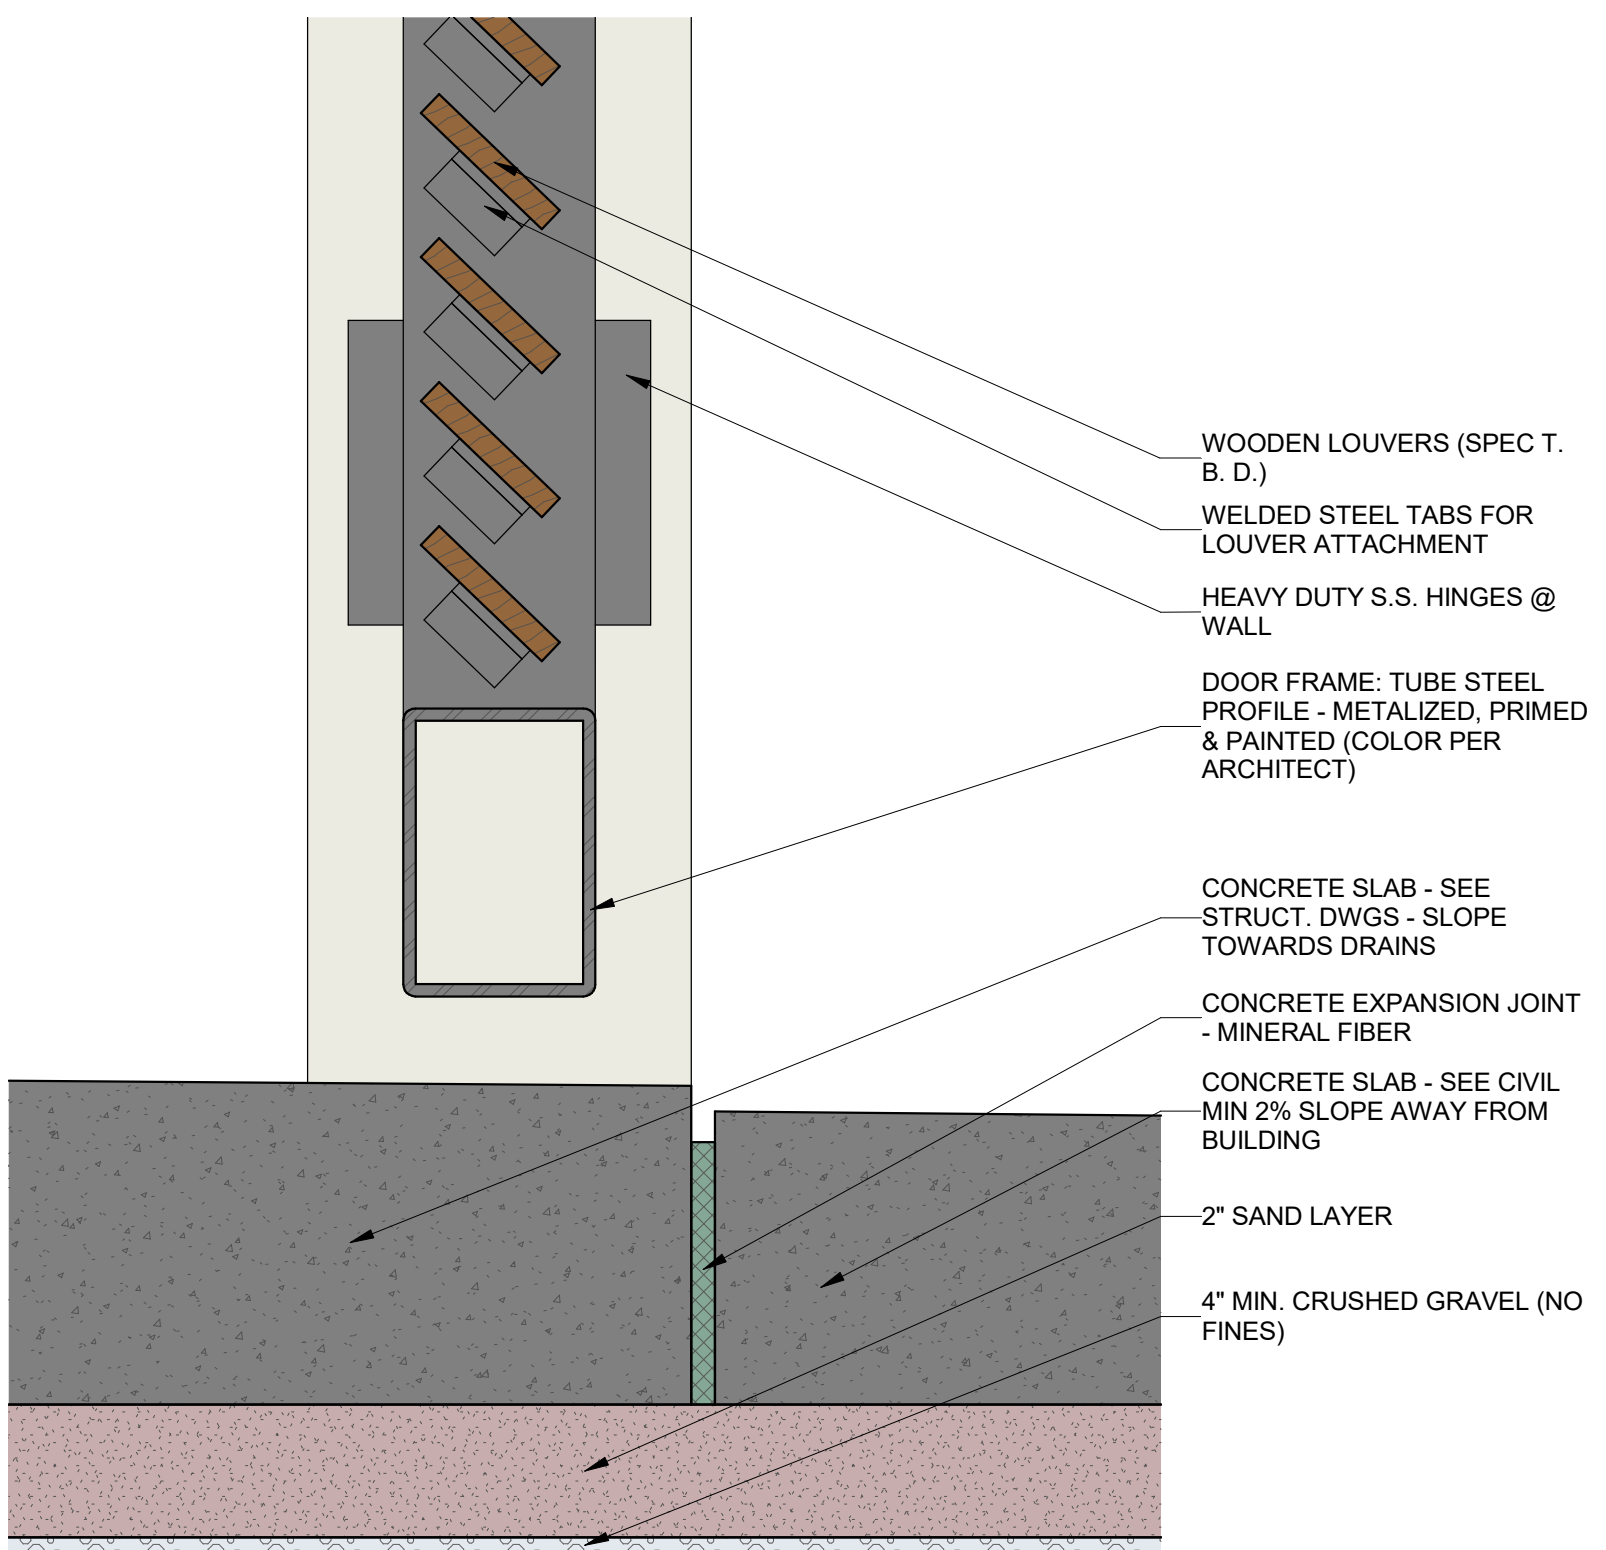 WOODEN LOUVERS (SPEC T.
B. D.)
WELDED STEEL TABS FOR
LOUVER ATTACHMENT
HEAVY DUTY S.S. HINGES @
WALL
DOOR FRAME: TUBE STEEL
PROFILE - METALIZED, PRIMED
& PAINTED (COLOR PER
ARCHITECT)
CONCRETE SLAB - SEE
STRUCT. DWGS - SLOPE
TOWARDS DRAINS
CONCRETE EXPANSION JOINT
- MINERAL FIBER
CONCRETE SLAB - SEE CIVIL
MIN 2% SLOPE AWAY FROM
BUILDING
2" SAND LAYER
4" MIN. CRUSHED GRAVEL (NO
FINES)